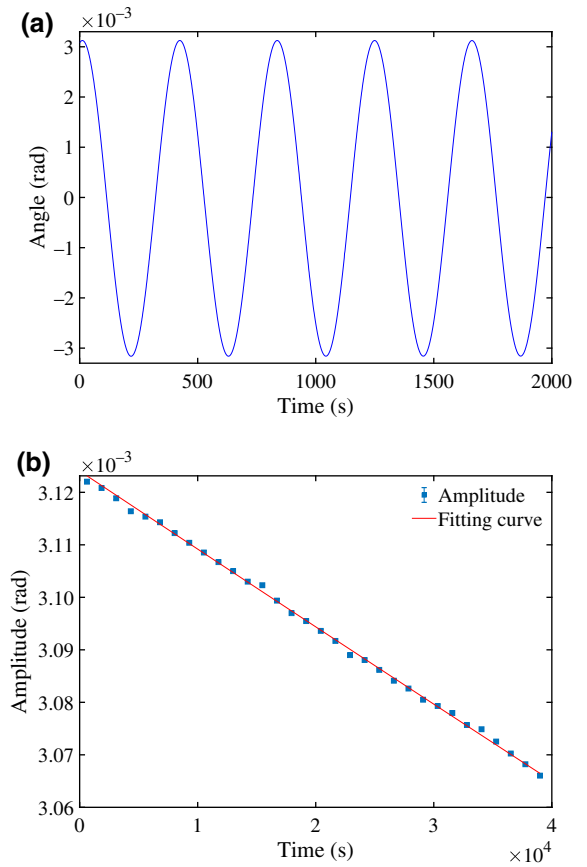 (a)
×10⁻³
3
2
1
0
−1
−2
−3
Angle (rad)
0 500 1000 1500 2000
Time (s)
(b)
×10⁻³
3.12
3.11
3.10
3.09
3.08
3.07
3.06
Amplitude (rad)
Amplitude
Fitting curve
0 1 2 3 4
Time (s)
×10⁴